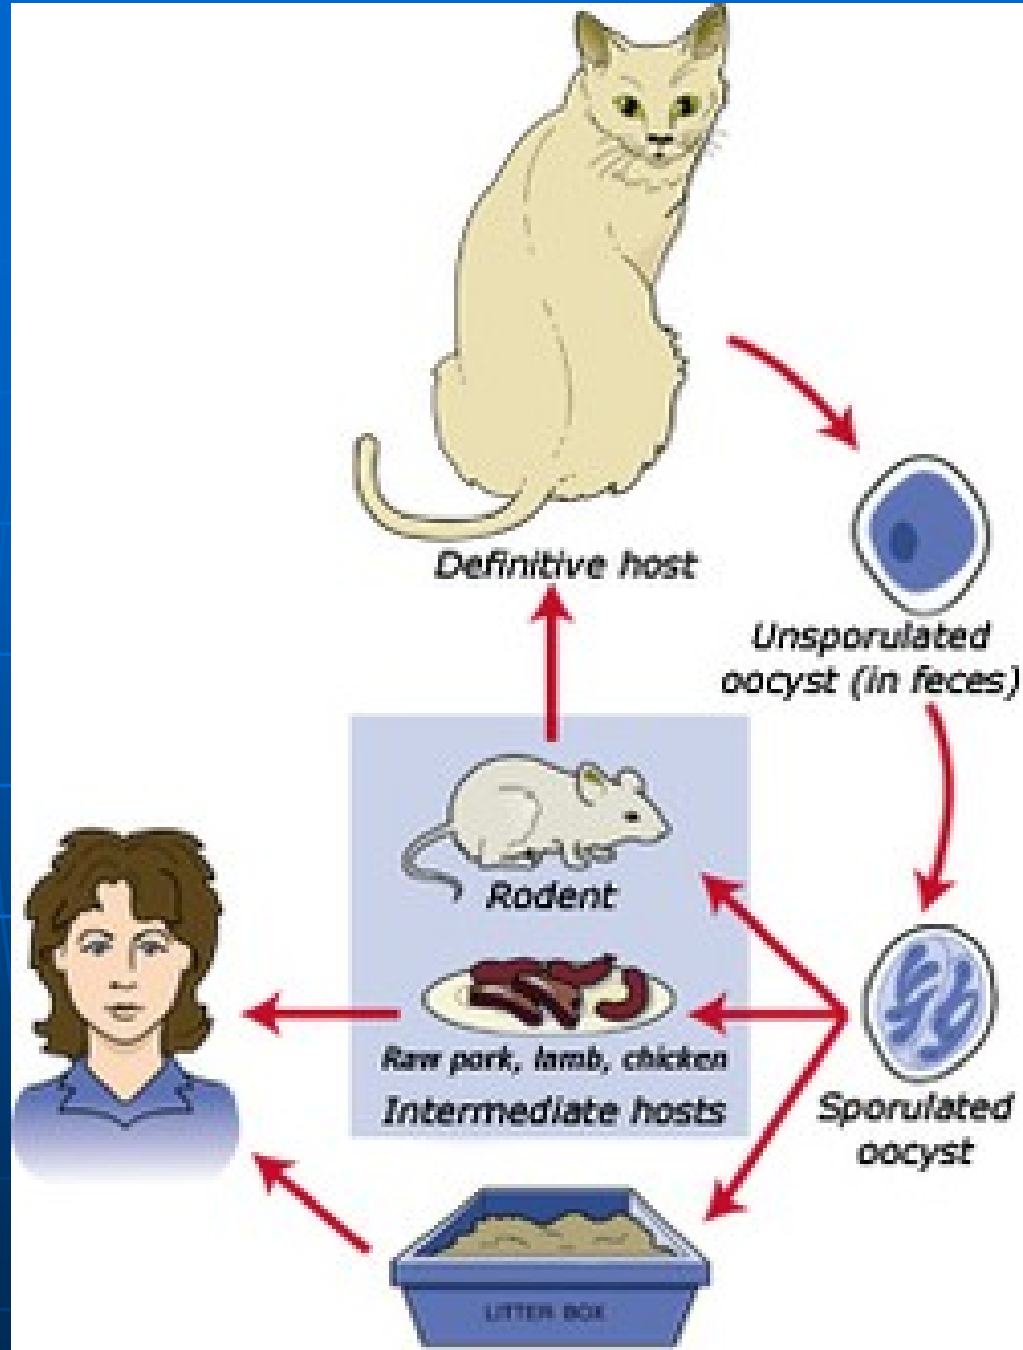 Definitive host
Unsporulated
oocyst (in feces)
Rodent
Raw pork, lamb, chicken
Intermediate hosts
Sporulated
oocyst
LITTER BOX